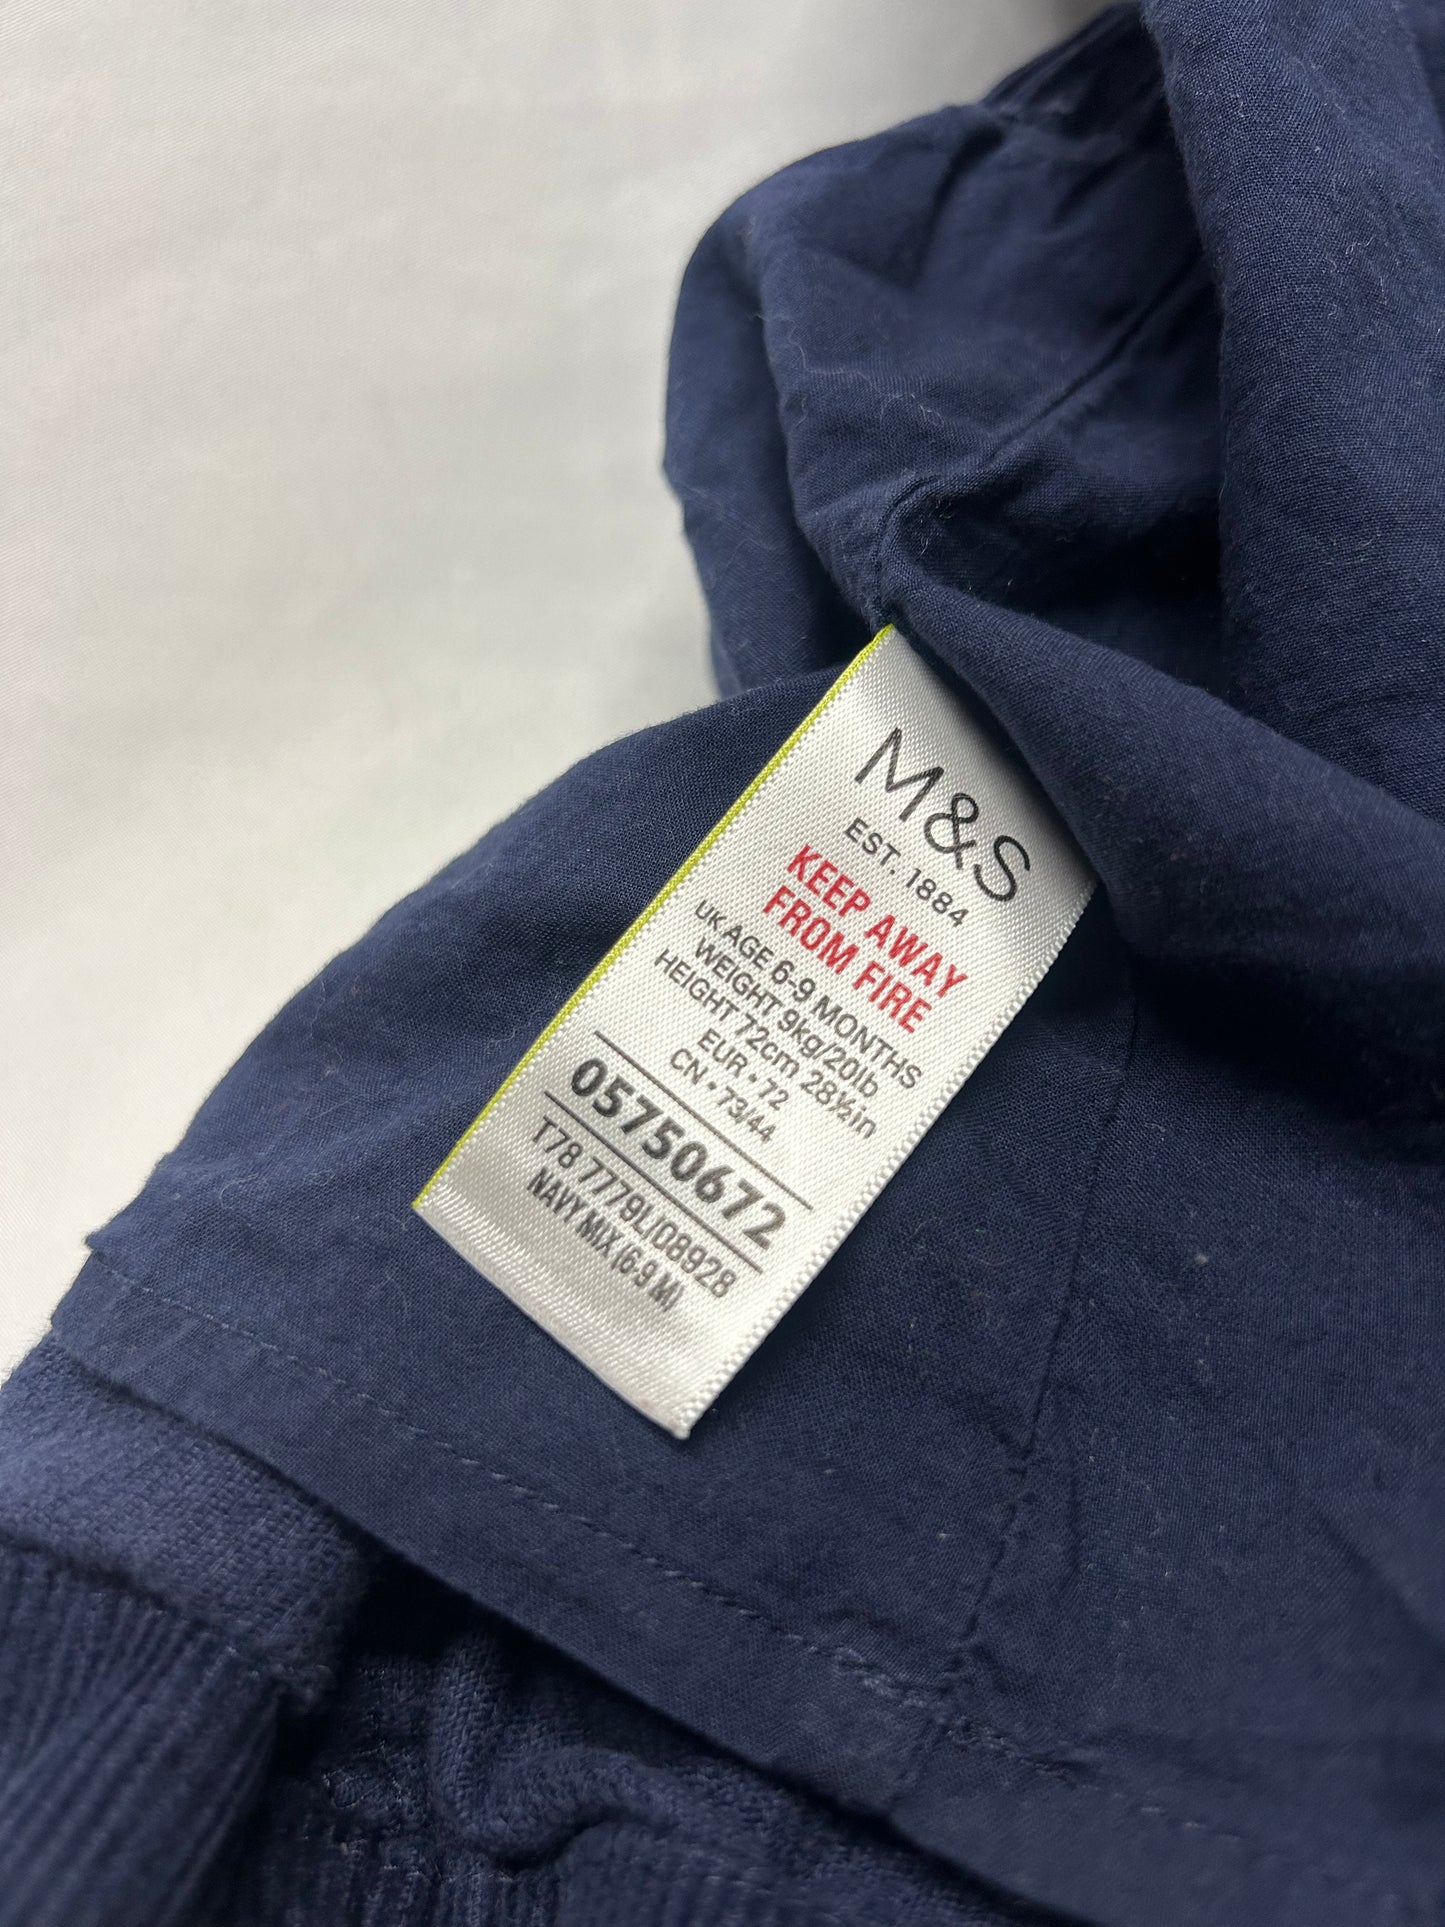 M&S
EST. 1884
KEEP AWAY
FROM FIRE
UK AGE 6-9 MONTHS
WEIGHT 9kg/20lb
HEIGHT 72cm 28½in
EUR • 72
CN • 73/44
05750672
T78 7779L/D8928
NAVY MIX (6-9 M)